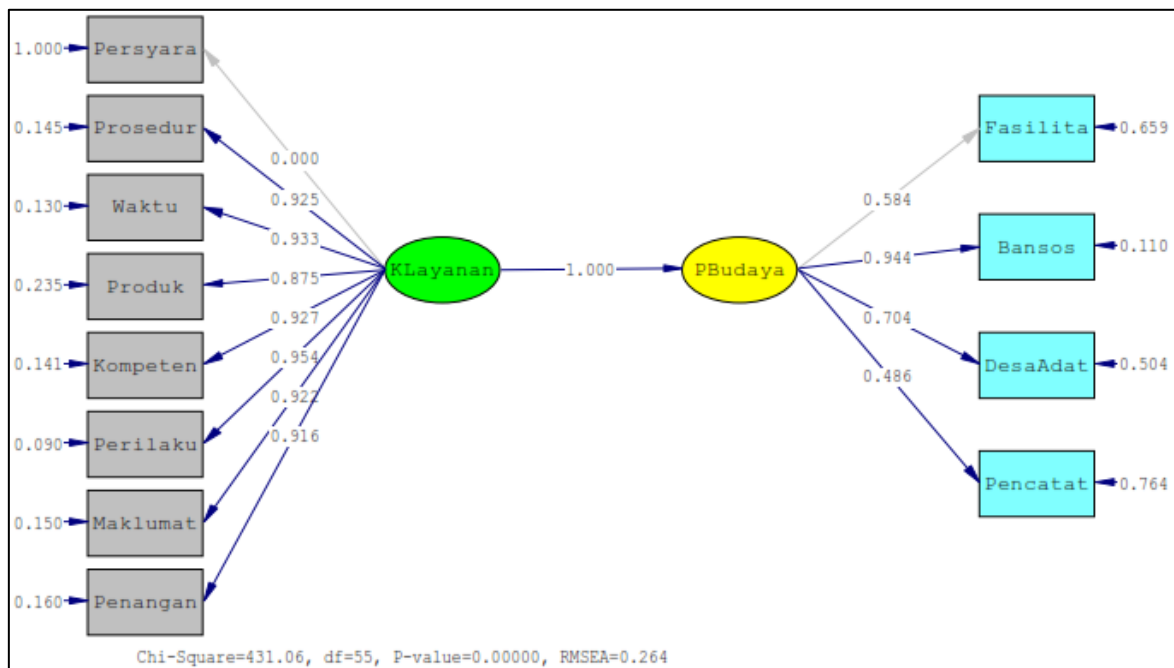 1.000 Persyara
0.145 Prosedur
0.130 Waktu
0.235 Produk
0.141 Kompeten
0.090 Perilaku
0.150 Maklumat
0.160 Penangan
0.000
0.925
0.933
0.875
0.927
0.954
0.922
0.916
KLayanan
1.000
PBudaya
0.584
0.944
0.704
0.486
Fasilita 0.659
Bansos 0.110
DesaAdat 0.504
Pencatat 0.764
Chi-Square=431.06, df=55, P-value=0.00000, RMSEA=0.264